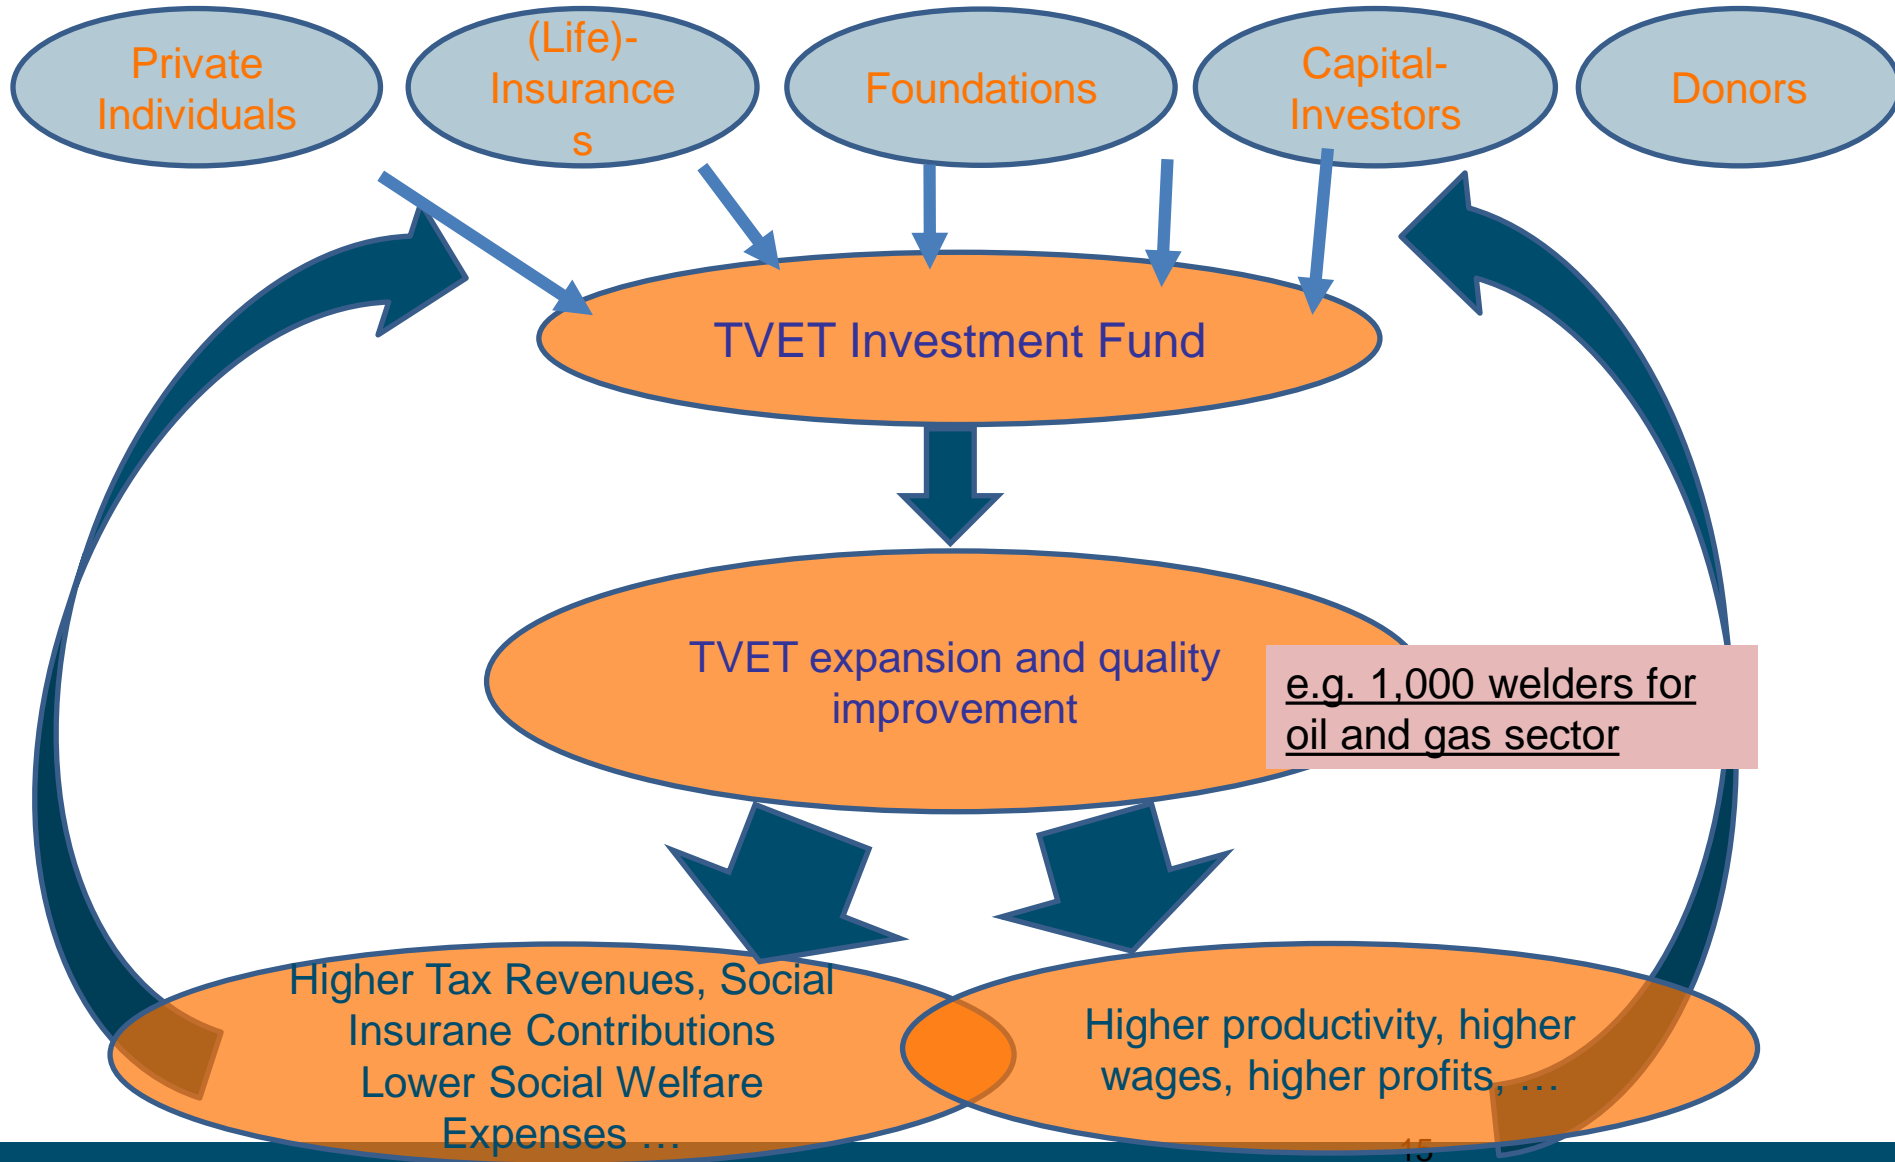 Private
Individuals
(Life)-
Insurance
s
Foundations
Capital-
Investors
Donors
TVET Investment Fund
TVET expansion and quality
improvement
e.g. 1,000 welders for
oil and gas sector
Higher Tax Revenues, Social
Insurane Contributions
Lower Social Welfare
Expenses …
Higher productivity, higher
wages, higher profits, …
15